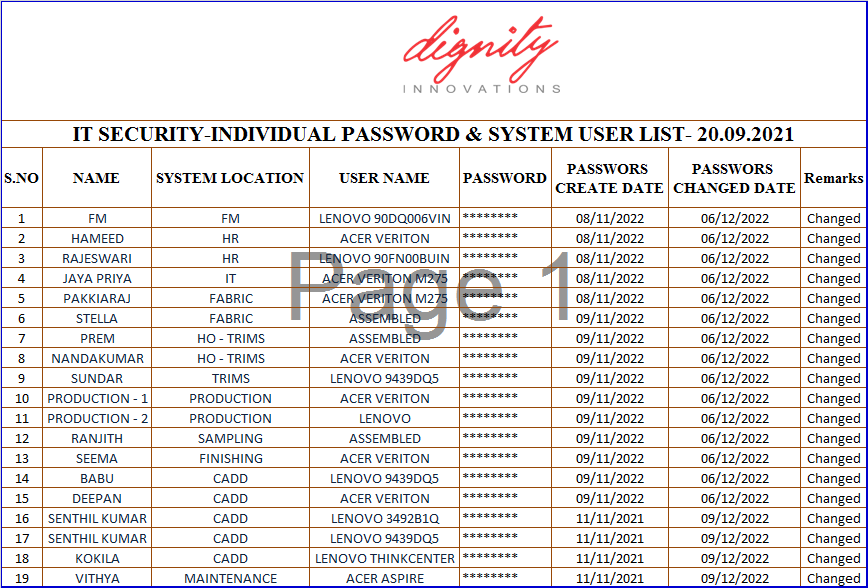 dignity
INNOVATIONS
IT SECURITY-INDIVIDUAL PASSWORD & SYSTEM USER LIST- 20.09.2021
S.NO NAME SYSTEM LOCATION USER NAME PASSWORD PASSWORS CREATE DATE PASSWORS CHANGED DATE Remarks
1 FM FM LENOVO 90DQ006VIN ******** 08/11/2022 06/12/2022 Changed
2 HAMEED HR ACER VERITON ******** 08/11/2022 06/12/2022 Changed
3 RAJESWARI HR LENOVO 90FN00BUIN ******** 08/11/2022 06/12/2022 Changed
4 JAYA PRIYA IT ACER VERITON M275 ******** 08/11/2022 06/12/2022 Changed
5 PAKKIARAJ FABRIC ACER VERITON M275 ******** 08/11/2022 06/12/2022 Changed
6 STELLA FABRIC ASSEMBLED ******** 09/11/2022 06/12/2022 Changed
7 PREM HO - TRIMS ASSEMBLED ******** 09/11/2022 06/12/2022 Changed
8 NANDAKUMAR HO - TRIMS ACER VERITON ******** 09/11/2022 06/12/2022 Changed
9 SUNDAR TRIMS LENOVO 9439DQ5 ******** 09/11/2022 06/12/2022 Changed
10 PRODUCTION - 1 PRODUCTION ACER VERITON ******** 09/11/2022 06/12/2022 Changed
11 PRODUCTION - 2 PRODUCTION LENOVO ******** 09/11/2022 06/12/2022 Changed
12 RANJITH SAMPLING ASSEMBLED ******** 09/11/2022 06/12/2022 Changed
13 SEEMA FINISHING ACER VERITON ******** 09/11/2022 06/12/2022 Changed
14 BABU CADD LENOVO 9439DQ5 ******** 09/11/2022 06/12/2022 Changed
15 DEEPAN CADD ACER VERITON ******** 09/11/2022 06/12/2022 Changed
16 SENTHIL KUMAR CADD LENOVO 3492B1Q ******** 11/11/2021 09/12/2022 Changed
17 SENTHIL KUMAR CADD LENOVO 9439DQ5 ******** 11/11/2021 09/12/2022 Changed
18 KOKILA CADD LENOVO THINKCENTER ******** 11/11/2021 09/12/2022 Changed
19 VITHYA MAINTENANCE ACER ASPIRE ******** 11/11/2021 09/12/2022 Changed
Page 1